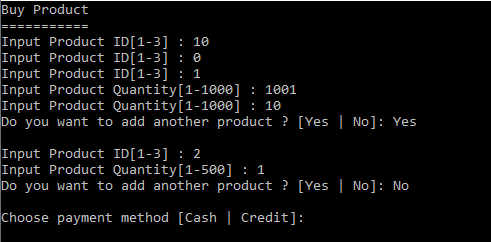 Buy Product
===========
Input Product ID[1-3] : 10
Input Product ID[1-3] : 0
Input Product ID[1-3] : 1
Input Product Quantity[1-1000] : 1001
Input Product Quantity[1-1000] : 10
Do you want to add another product ? [Yes | No]: Yes
Input Product ID[1-3] : 2
Input Product Quantity[1-500] : 1
Do you want to add another product ? [Yes | No]: No
Choose payment method [Cash | Credit]: